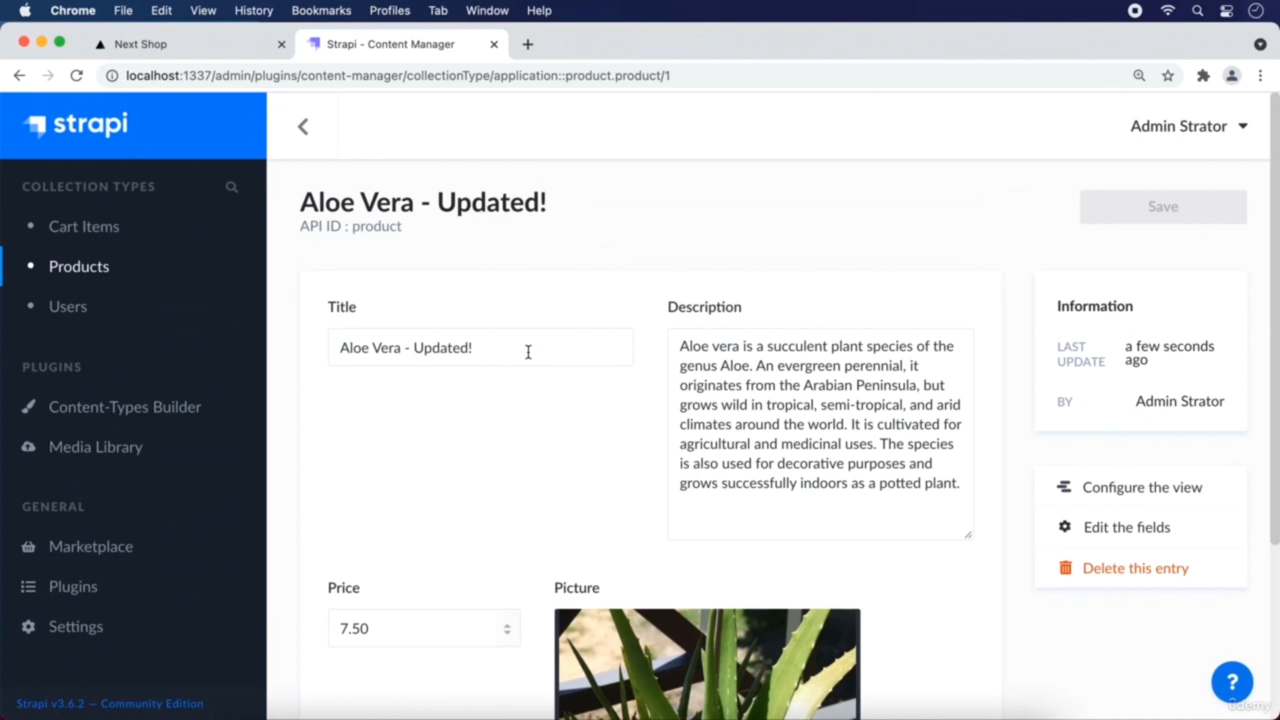 Chrome File Edit View History Bookmarks Profiles Tab Window Help
Next Shop
Strapi - Content Manager
localhost:1337/admin/plugins/content-manager/collectionType/application::product.product/1
strapi
Admin Strator
COLLECTION TYPES
Cart Items
Products
Users
PLUGINS
Content-Types Builder
Media Library
GENERAL
Marketplace
Plugins
Settings
Strapi v3.6.2 — Community Edition
Aloe Vera - Updated!
API ID : product
Save
Title
Aloe Vera - Updated!
Description
Aloe vera is a succulent plant species of the
genus Aloe. An evergreen perennial, it
originates from the Arabian Peninsula, but
grows wild in tropical, semi-tropical, and arid
climates around the world. It is cultivated for
agricultural and medicinal uses. The species
is also used for decorative purposes and
grows successfully indoors as a potted plant.
Price
7.50
Picture
Information
LAST UPDATE
a few seconds
ago
BY
Admin Strator
Configure the view
Edit the fields
Delete this entry
?
ûdemy